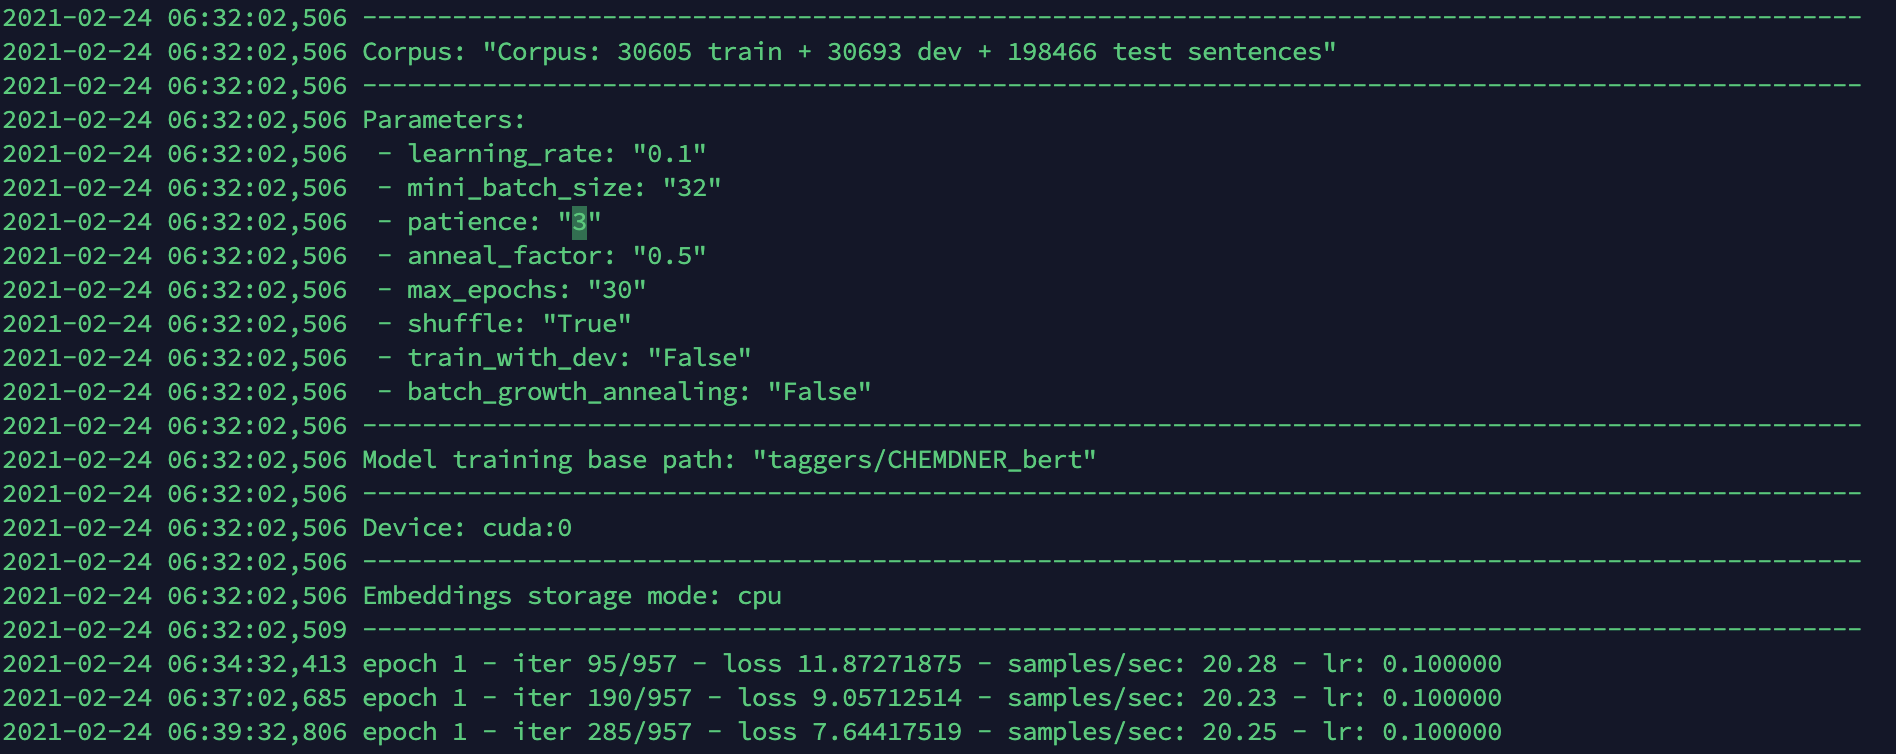 2021-02-24 06:32:02,506 ----------------------------------------------------------------------------------------------------
2021-02-24 06:32:02,506 Corpus: "Corpus: 30605 train + 30693 dev + 198466 test sentences"
2021-02-24 06:32:02,506 ----------------------------------------------------------------------------------------------------
2021-02-24 06:32:02,506 Parameters:
2021-02-24 06:32:02,506  - learning_rate: "0.1"
2021-02-24 06:32:02,506  - mini_batch_size: "32"
2021-02-24 06:32:02,506  - patience: "3"
2021-02-24 06:32:02,506  - anneal_factor: "0.5"
2021-02-24 06:32:02,506  - max_epochs: "30"
2021-02-24 06:32:02,506  - shuffle: "True"
2021-02-24 06:32:02,506  - train_with_dev: "False"
2021-02-24 06:32:02,506  - batch_growth_annealing: "False"
2021-02-24 06:32:02,506 ----------------------------------------------------------------------------------------------------
2021-02-24 06:32:02,506 Model training base path: "taggers/CHEMDNER_bert"
2021-02-24 06:32:02,506 ----------------------------------------------------------------------------------------------------
2021-02-24 06:32:02,506 Device: cuda:0
2021-02-24 06:32:02,506 ----------------------------------------------------------------------------------------------------
2021-02-24 06:32:02,506 Embeddings storage mode: cpu
2021-02-24 06:32:02,509 ----------------------------------------------------------------------------------------------------
2021-02-24 06:34:32,413 epoch 1 - iter 95/957 - loss 11.87271875 - samples/sec: 20.28 - lr: 0.100000
2021-02-24 06:37:02,685 epoch 1 - iter 190/957 - loss 9.05712514 - samples/sec: 20.23 - lr: 0.100000
2021-02-24 06:39:32,806 epoch 1 - iter 285/957 - loss 7.64417519 - samples/sec: 20.25 - lr: 0.100000